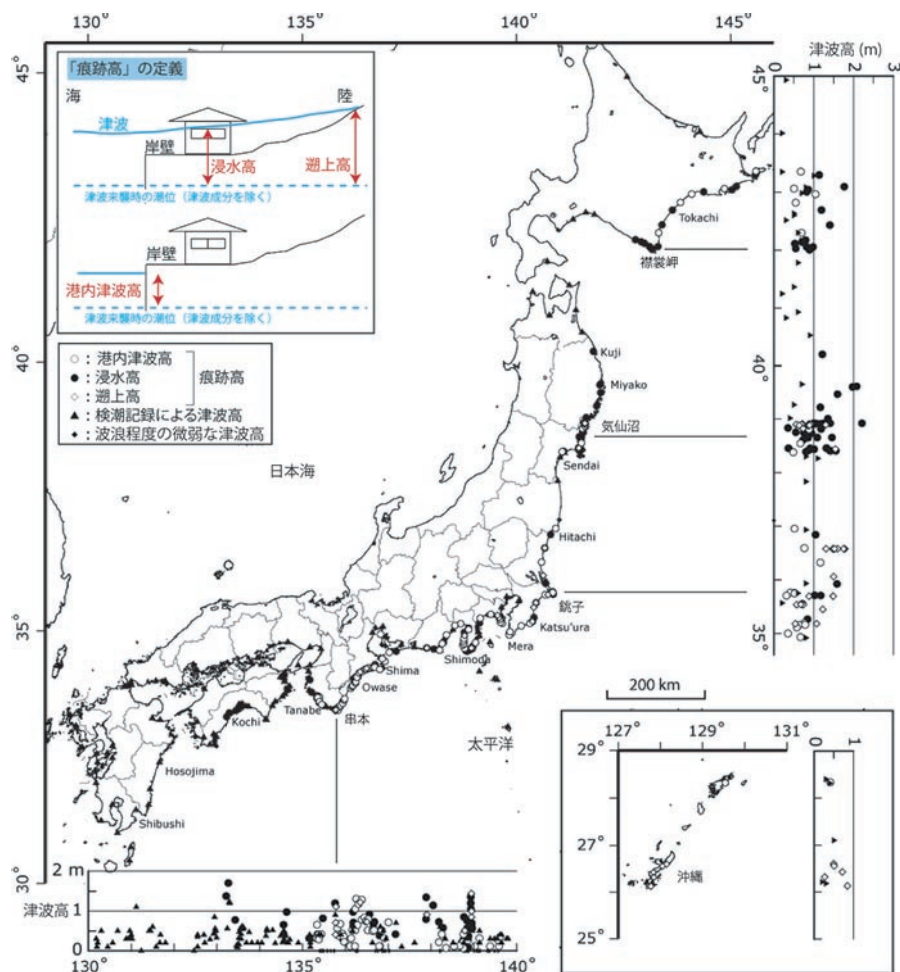 130°
135°
140°
145°
津波高 (m)
0 1 2 3
45°
45°
「痕跡高」の定義
海
陸
津波
岸壁
浸水高
遡上高
津波来襲時の潮位（津波成分を除く）
岸壁
港内津波高
津波来襲時の潮位（津波成分を除く）
Tokachi
襟裳岬
○ : 港内津波高
● : 浸水高
◇ : 遡上高
痕跡高
▲ : 検潮記録による津波高
◆ : 波浪程度の微弱な津波高
40°
40°
Kuji
Miyako
気仙沼
Sendai
日本海
Hitachi
銚子
Katsu'ura
Mera
35°
35°
Shimoda
Shima
Owase
Tanabe
串本
Kochi
Hosojima
Shibushi
太平洋
200 km
127°
129°
131°
0 1
29°
27°
25°
沖縄
30°
2 m
津波高 1
0
130°
135°
140°